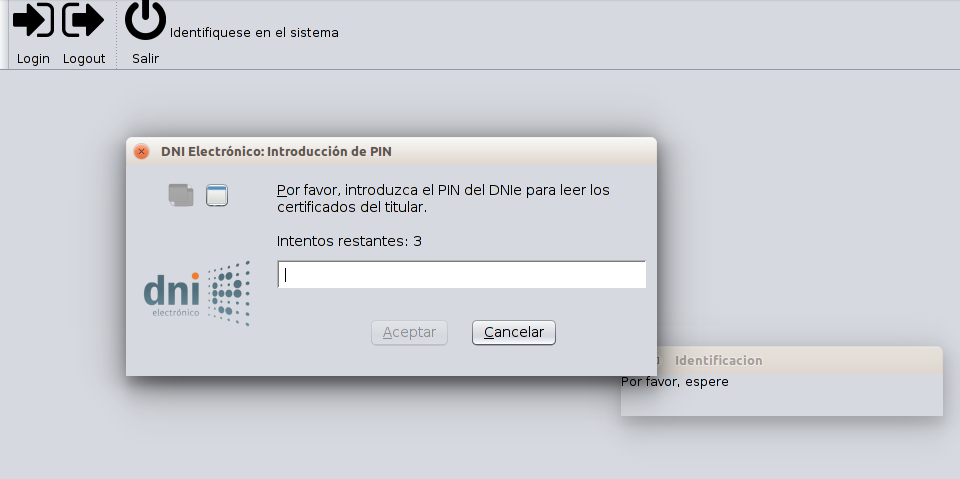 Identifiquese en el sistema
Login
Logout
Salir
DNI Electrónico: Introducción de PIN
Por favor, introduzca el PIN del DNIe para leer los
certificados del titular.
Intentos restantes: 3
dni
electrónico
Aceptar
Cancelar
Identificacion
Por favor, espere